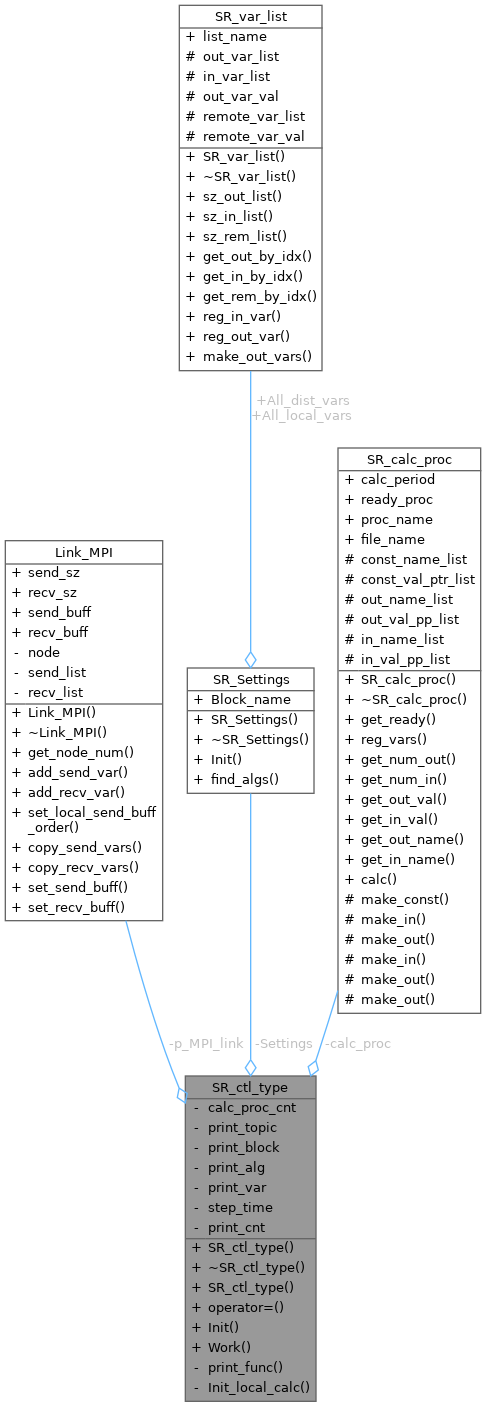 SR_var_list
+ list_name
# out_var_list
# in_var_list
# out_var_val
# remote_var_list
# remote_var_val
+ SR_var_list()
+ ~SR_var_list()
+ sz_out_list()
+ sz_in_list()
+ sz_rem_list()
+ get_out_by_idx()
+ get_in_by_idx()
+ get_rem_by_idx()
+ reg_in_var()
+ reg_out_var()
+ make_out_vars()
+All_dist_vars
+All_local_vars
SR_calc_proc
+ calc_period
+ ready_proc
+ proc_name
+ file_name
# const_name_list
# const_val_ptr_list
# out_name_list
# out_val_pp_list
# in_name_list
# in_val_pp_list
+ SR_calc_proc()
+ ~SR_calc_proc()
+ get_ready()
+ reg_vars()
+ get_num_out()
+ get_num_in()
+ get_out_val()
+ get_in_val()
+ get_out_name()
+ get_in_name()
+ calc()
# make_const()
# make_in()
# make_out()
# make_in()
# make_out()
# make_out()
Link_MPI
+ send_sz
+ recv_sz
+ send_buff
+ recv_buff
- node
- send_list
- recv_list
+ Link_MPI()
+ ~Link_MPI()
+ get_node_num()
+ add_send_var()
+ add_recv_var()
+ set_local_send_buff
_order()
+ copy_send_vars()
+ copy_recv_vars()
+ set_send_buff()
+ set_recv_buff()
SR_Settings
+ Block_name
+ SR_Settings()
+ ~SR_Settings()
+ Init()
+ find_algs()
-p_MPI_link
-Settings
-calc_proc
SR_ctl_type
- calc_proc_cnt
- print_topic
- print_block
- print_alg
- print_var
- step_time
- print_cnt
+ SR_ctl_type()
+ ~SR_ctl_type()
+ SR_ctl_type()
+ operator=()
+ Init()
+ Work()
- print_func()
- Init_local_calc()